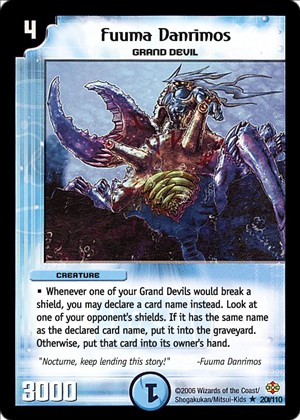 4
Fuuma Danrimos
GRAND DEVIL
CREATURE
▪ Whenever one of your Grand Devils would break a
shield, you may declare a card name instead. Look at
one of your opponent's shields. If it has the same name
as the declared card name, put it into the graveyard.
Otherwise, put that card into its owner's hand.
"Nocturne, keep lending this story!" -Fuuma Danrimos
3000
1
©2006 Wizards of the Coast/
Shogakukan/Mitsui-Kids ★ 20/110